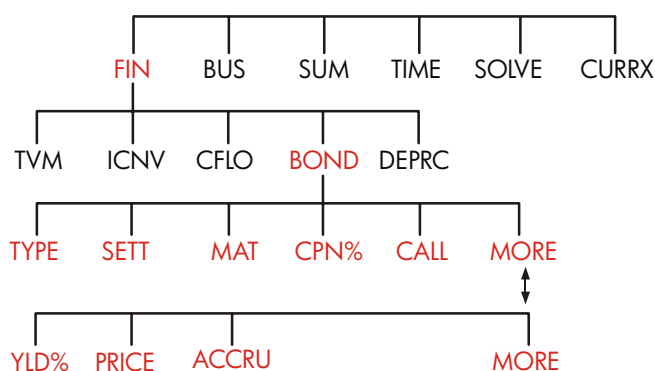 FIN BUS SUM TIME SOLVE CURRX
TVM ICNV CFLO BOND DEPRC
TYPE SETT MAT CPN% CALL MORE
YLD% PRICE ACCRU MORE